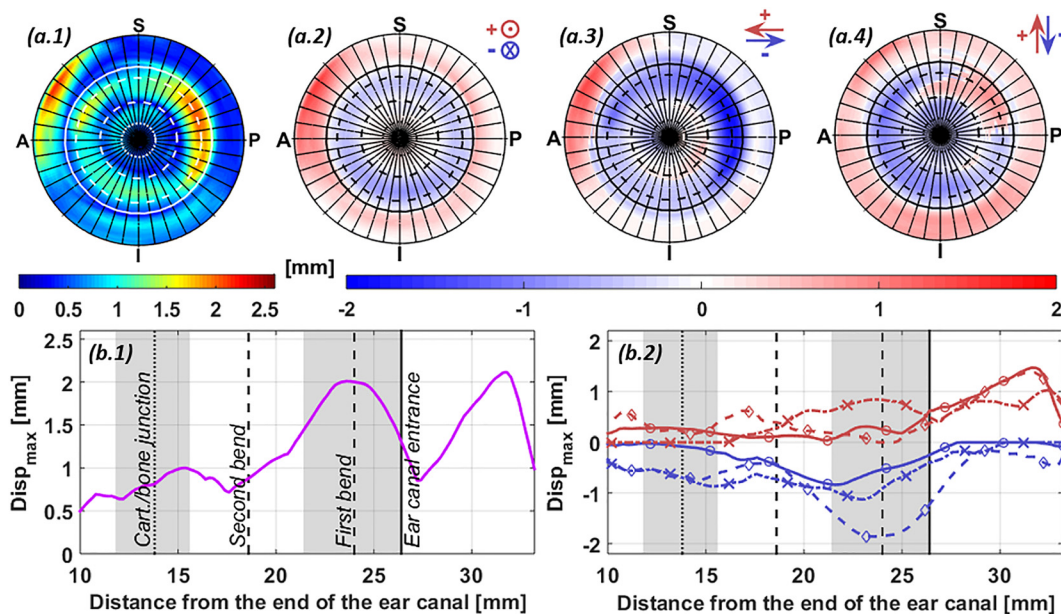 (a.1) S A P I
(a.2) + - S A P I
(a.3) + - S A P I
(a.4) + - S A P I
[mm]
0 0.5 1 1.5 2 2.5
-2 -1 0 1 2
(b.1)
Disp_max [mm]
2.5
2
1.5
1
0.5
0
Cart./bone junction
Second bend
First bend
Ear canal entrance
10 15 20 25 30
Distance from the end of the ear canal [mm]
(b.2)
Disp_max [mm]
2
1
0
-1
-2
10 15 20 25 30
Distance from the end of the ear canal [mm]